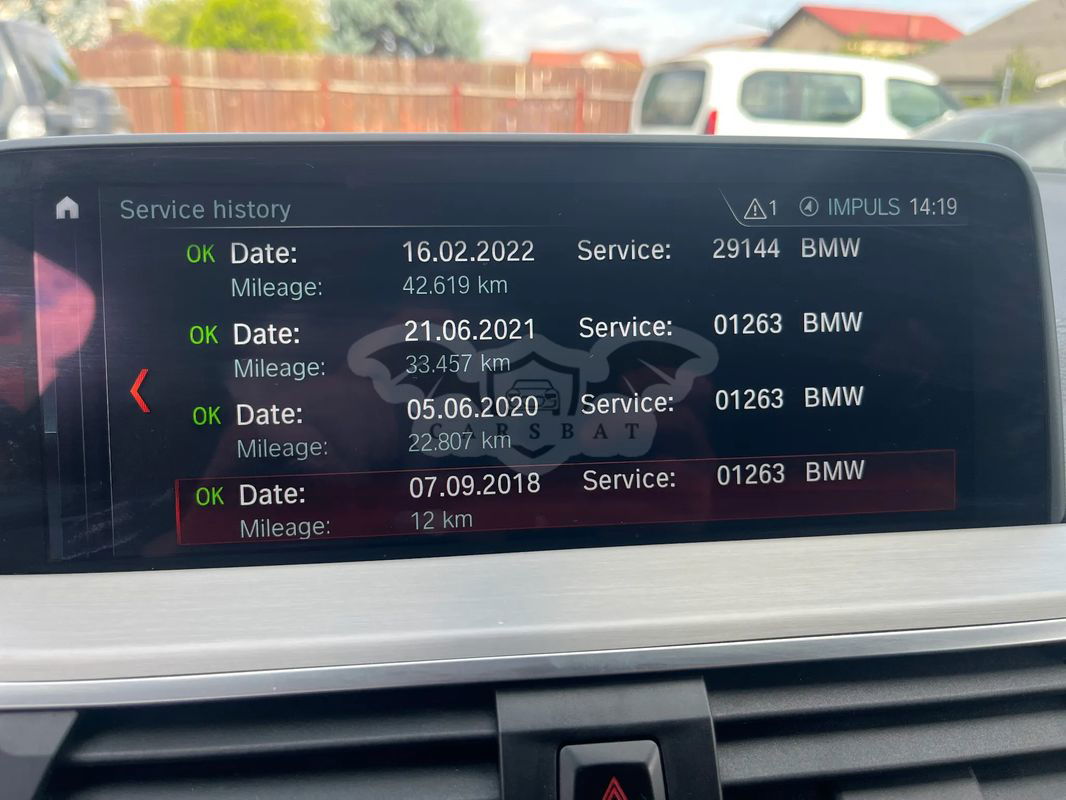 Service history 1 IMPULS 14:19
OK Date: 16.02.2022 Service: 29144 BMW
Mileage: 42.619 km
OK Date: 21.06.2021 Service: 01263 BMW
Mileage: 33.457 km
OK Date: 05.06.2020 Service: 01263 BMW
Mileage: 22.807 km
CARSBAT
OK Date: 07.09.2018 Service: 01263 BMW
Mileage: 12 km